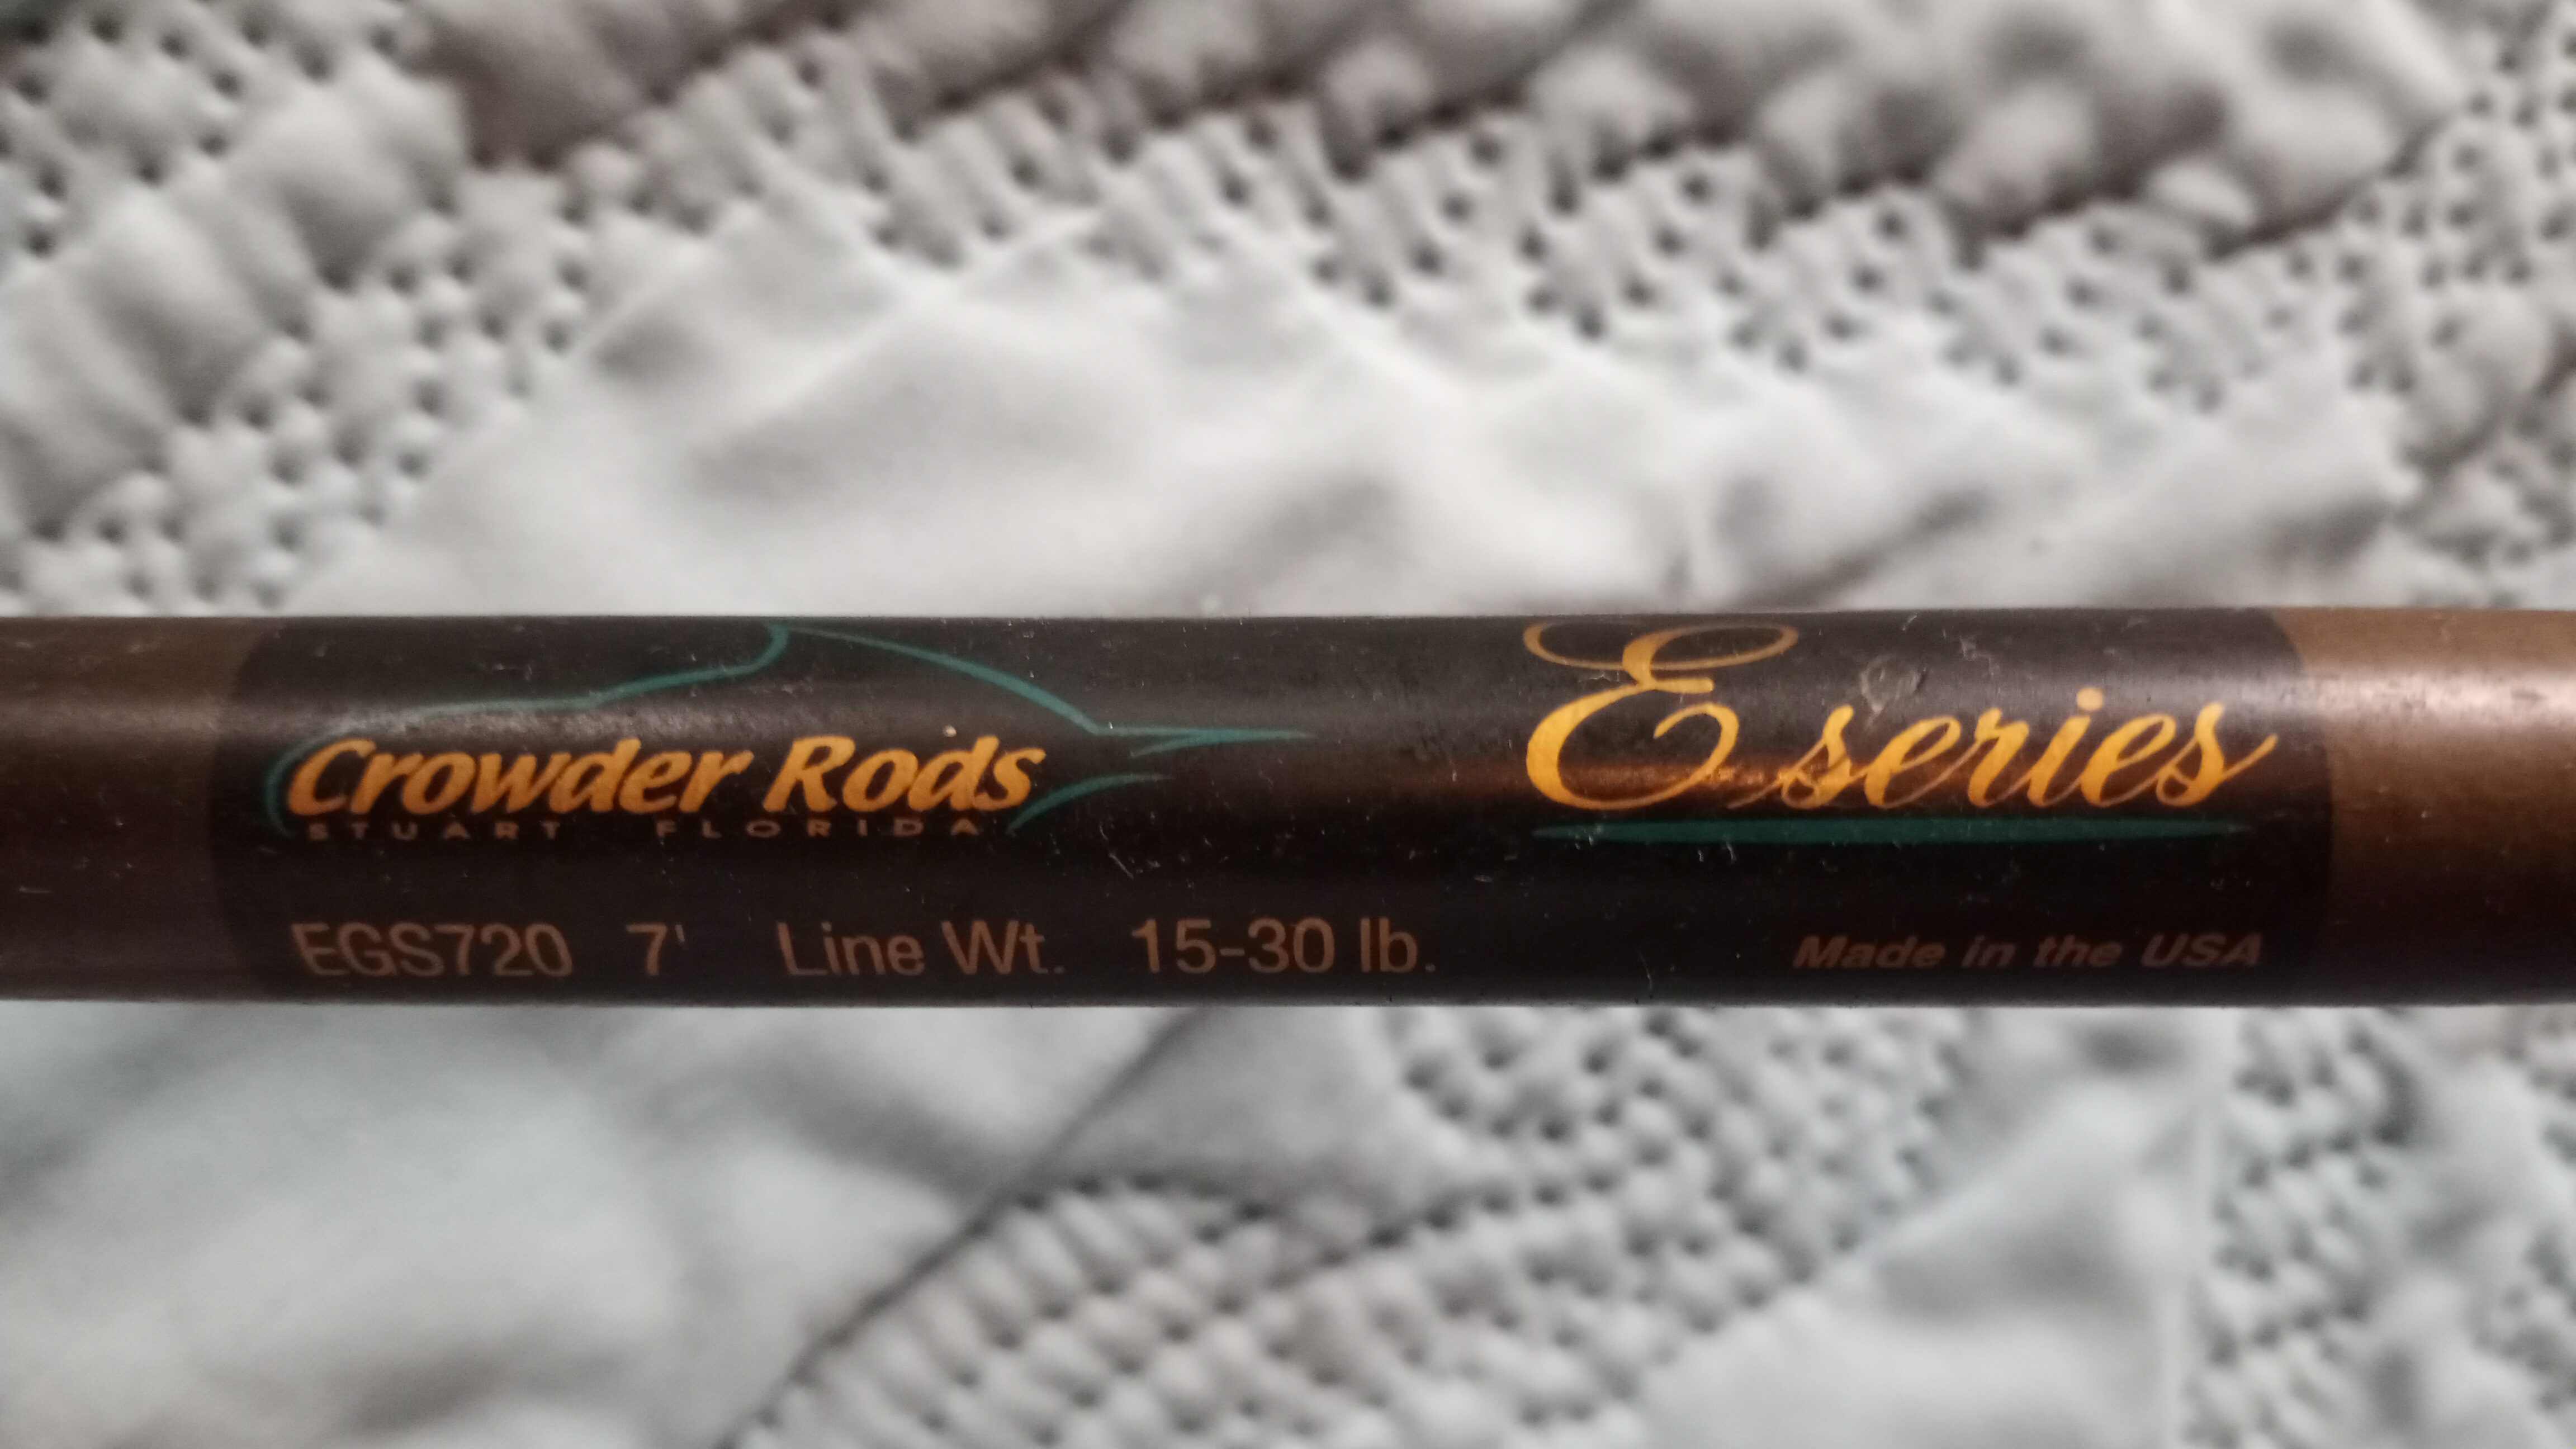 Crowder Rods
STUART FLORIDA
E series
EGS720 7' Line Wt. 15-30 lb.
Made in the USA